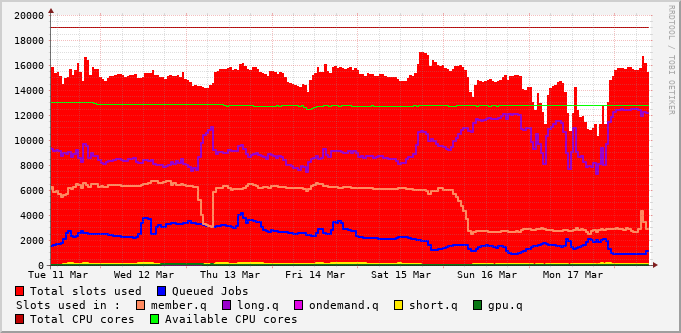 20000
18000
16000
14000
12000
10000
8000
6000
4000
2000
0
Tue 11 Mar Wed 12 Mar Thu 13 Mar Fri 14 Mar Sat 15 Mar Sun 16 Mar Mon 17 Mar
Total slots used Queued Jobs
Slots used in : member.q long.q ondemand.q short.q gpu.q
Total CPU cores Available CPU cores
RRDTOOL / TOBI OETIKER